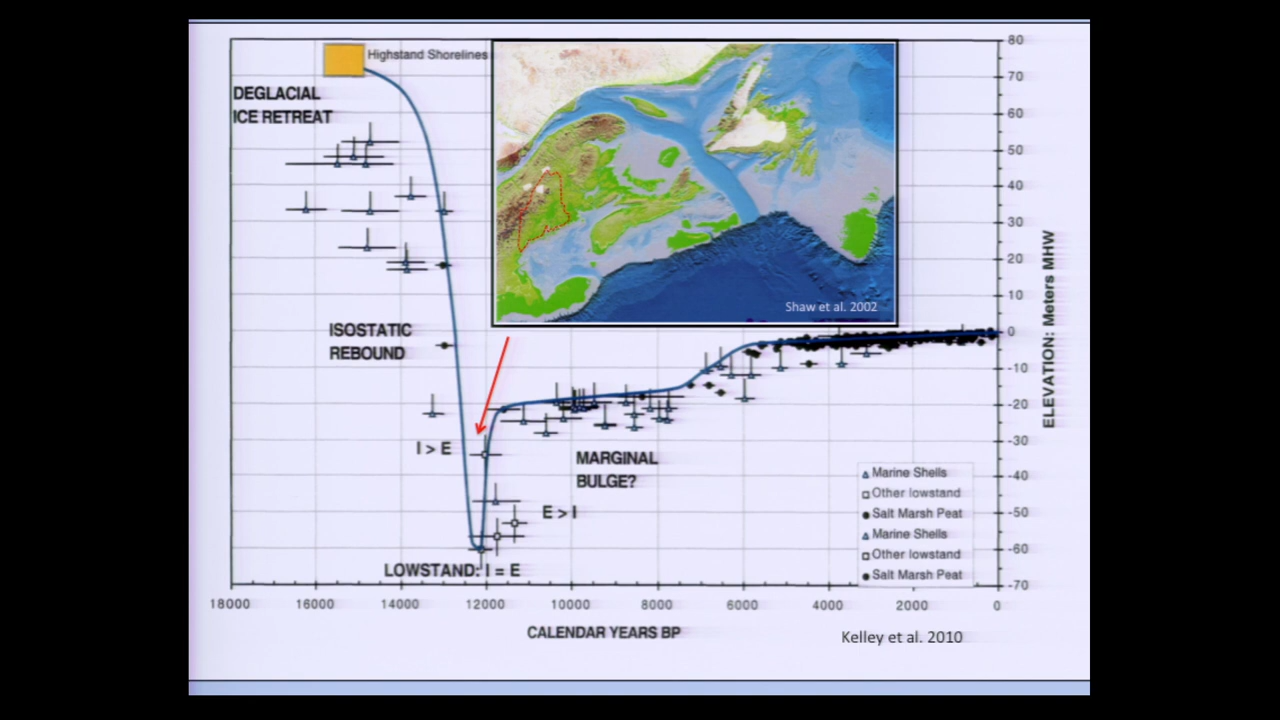 Highstand Shorelines
DEGLACIAL
ICE RETREAT
Shaw et al. 2002
ISOSTATIC
REBOUND
I > E
MARGINAL
BULGE?
E > I
LOWSTAND: I = E
Marine Shells
Other lowstand
Salt Marsh Peat
Marine Shells
Other lowstand
Salt Marsh Peat
80
70
60
50
40
30
20
10
0
-10
-20
-30
-40
-50
-60
-70
ELEVATION: Meters MHW
18000 16000 14000 12000 10000 8000 6000 4000 2000 0
CALENDAR YEARS BP
Kelley et al. 2010